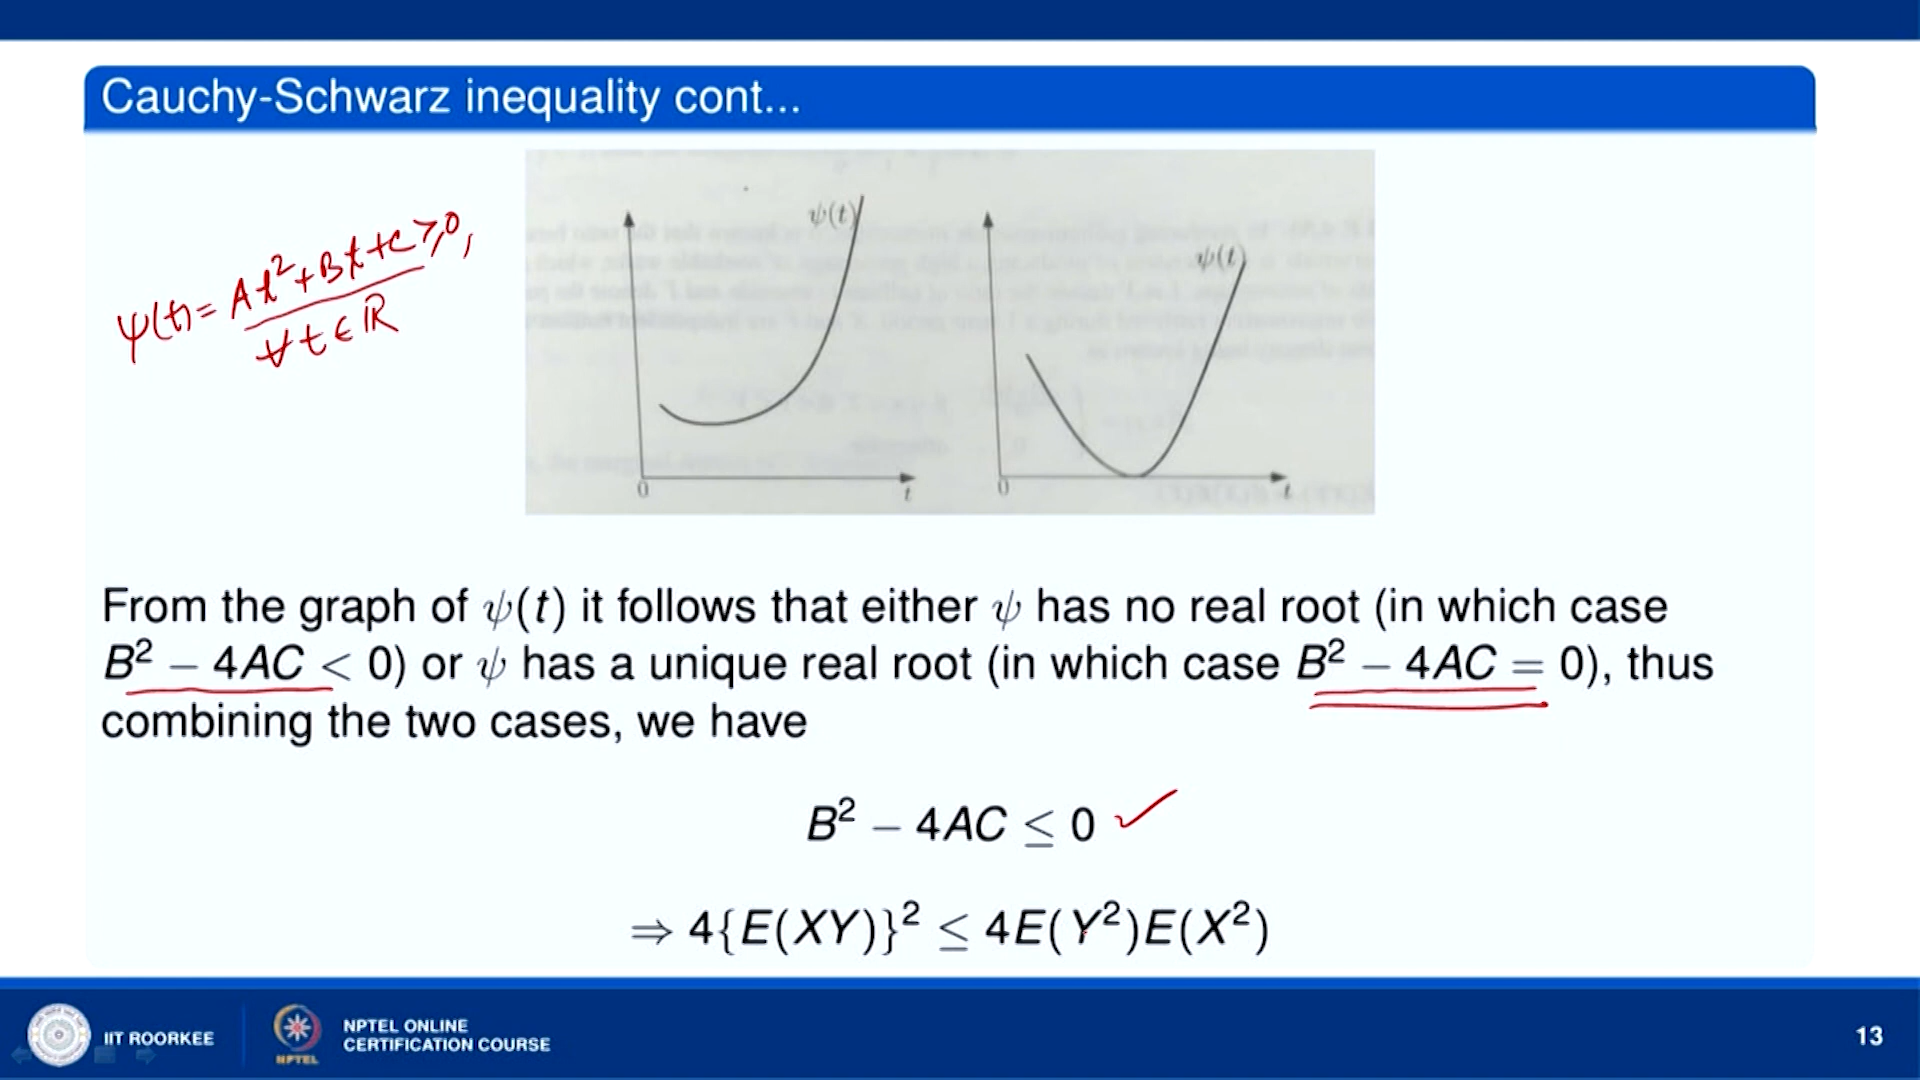 Cauchy-Schwarz inequality cont...
ψ(t) = At² + Bt + C ≥ 0,
∀ t ∈ ℝ
ψ(t)
ψ(t)
0
t
0
t
From the graph of ψ(t) it follows that either ψ has no real root (in which case
B² − 4AC < 0) or ψ has a unique real root (in which case B² − 4AC = 0), thus
combining the two cases, we have
B² − 4AC ≤ 0 ✓
⇒ 4{E(XY)}² ≤ 4E(Y²)E(X²)
IIT ROORKEE
NPTEL
NPTEL ONLINE
CERTIFICATION COURSE
13